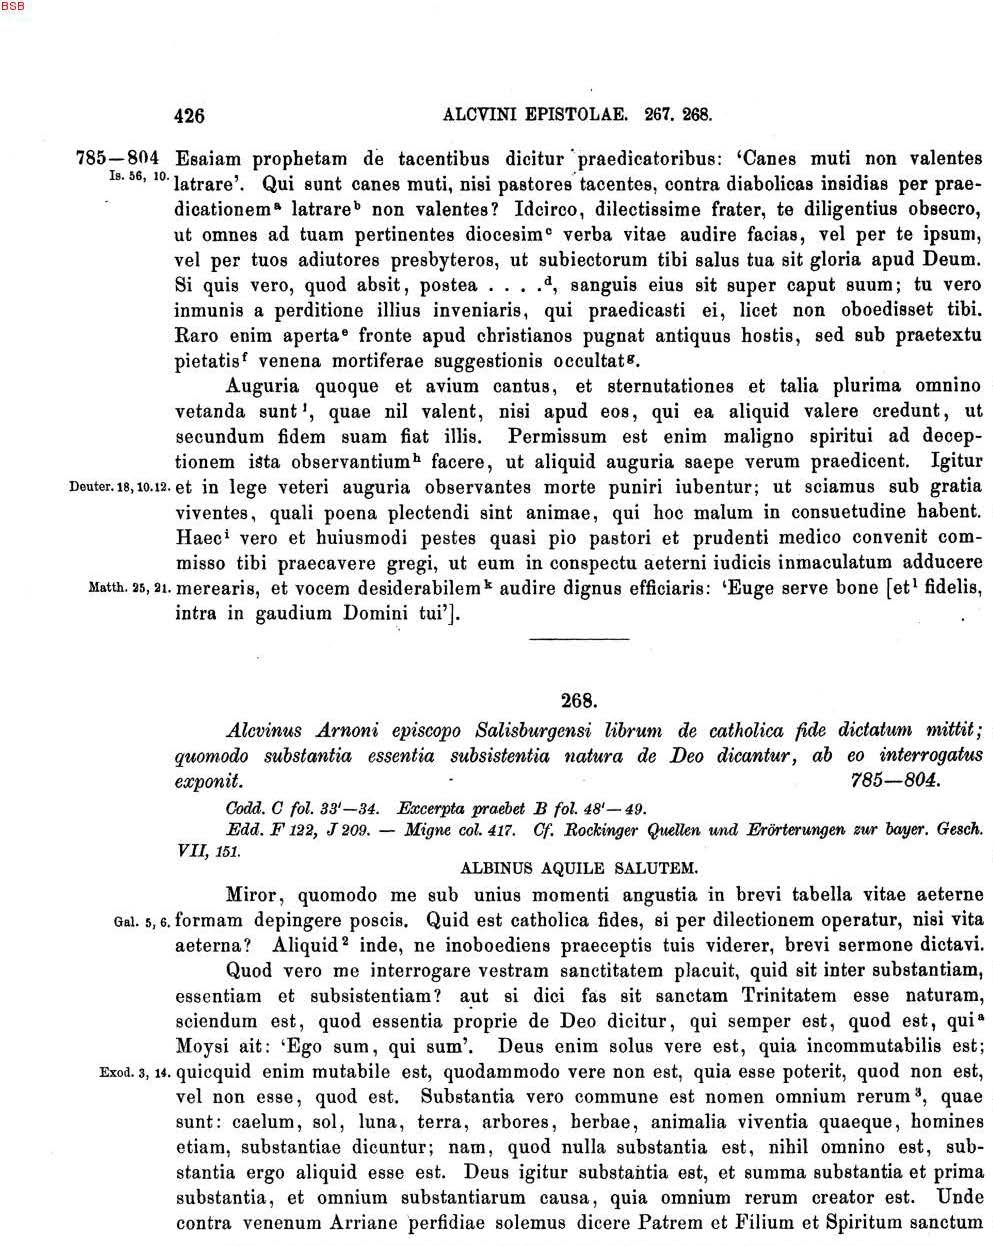 BSB
426 ALCVINI EPISTOLAE. 267. 268.
785—804 Esaiam prophetam de tacentibus dicitur praedicatoribus: ‘Canes muti non valentes
Is. 56, 10. latrare’. Qui sunt canes muti, nisi pastores tacentes, contra diabolicas insidias per prae-
dicationemᵃ latrareᵇ non valentes? Idcirco, dilectissime frater, te diligentius obsecro,
ut omnes ad tuam pertinentes diocesimᶜ verba vitae audire facias, vel per te ipsum,
vel per tuos adiutores presbyteros, ut subiectorum tibi salus tua sit gloria apud Deum.
Si quis vero, quod absit, postea . . . .ᵈ, sanguis eius sit super caput suum; tu vero
inmunis a perditione illius inveniaris, qui praedicasti ei, licet non oboedisset tibi.
Raro enim apertaᵉ fronte apud christianos pugnat antiquus hostis, sed sub praetextu
pietatisᶠ venena mortiferae suggestionis occultatᵍ.
Auguria quoque et avium cantus, et sternutationes et talia plurima omnino
vetanda sunt¹, quae nil valent, nisi apud eos, qui ea aliquid valere credunt, ut
secundum fidem suam fiat illis. Permissum est enim maligno spiritui ad decep-
tionem ista observantiumʰ facere, ut aliquid auguria saepe verum praedicent. Igitur
Deuter. 18, 10. 12. et in lege veteri auguria observantes morte puniri iubentur; ut sciamus sub gratia
viventes, quali poena plectendi sint animae, qui hoc malum in consuetudine habent.
Haecⁱ vero et huiusmodi pestes quasi pio pastori et prudenti medico convenit com-
misso tibi praecavere gregi, ut eum in conspectu aeterni iudicis inmaculatum adducere
Matth. 25, 21. merearis, et vocem desiderabilemᵏ audire dignus efficiaris: ‘Euge serve bone [etˡ fidelis,
intra in gaudium Domini tui’].
268.
Alcvinus Arnoni episcopo Salisburgensi librum de catholica fide dictatum mittit;
quomodo substantia essentia subsistentia natura de Deo dicantur, ab eo interrogatus
exponit. 785—804.
Codd. C fol. 33'—34. Excerpta praebet B fol. 48'—49.
Edd. F 122, J 209. — Migne col. 417. Cf. Rockinger Quellen und Erörterungen zur bayer. Gesch.
VII, 151.
ALBINUS AQUILE SALUTEM.
Miror, quomodo me sub unius momenti angustia in brevi tabella vitae aeterne
Gal. 5, 6. formam depingere poscis. Quid est catholica fides, si per dilectionem operatur, nisi vita
aeterna? Aliquid² inde, ne inoboediens praeceptis tuis viderer, brevi sermone dictavi.
Quod vero me interrogare vestram sanctitatem placuit, quid sit inter substantiam,
essentiam et subsistentiam? aut si dici fas sit sanctam Trinitatem esse naturam,
sciendum est, quod essentia proprie de Deo dicitur, qui semper est, quod est, quiᵃ
Moysi ait: ‘Ego sum, qui sum’. Deus enim solus vere est, quia incommutabilis est;
Exod. 3, 14. quicquid enim mutabile est, quodammodo vere non est, quia esse poterit, quod non est,
vel non esse, quod est. Substantia vero commune est nomen omnium rerum³, quae
sunt: caelum, sol, luna, terra, arbores, herbae, animalia viventia quaeque, homines
etiam, substantiae dicuntur; nam, quod nulla substantia est, nihil omnino est, sub-
stantia ergo aliquid esse est. Deus igitur substantia est, et summa substantia et prima
substantia, et omnium substantiarum causa, quia omnium rerum creator est. Unde
contra venenum Arriane perfidiae solemus dicere Patrem et Filium et Spiritum sanctum